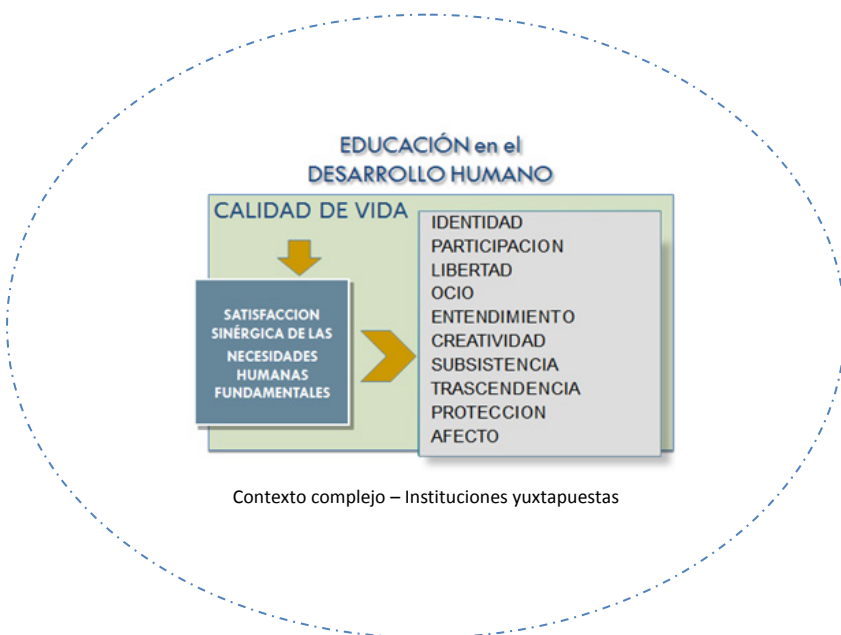 EDUCACIÓN en el
DESARROLLO HUMANO
CALIDAD DE VIDA
SATISFACCION
SINÉRGICA DE LAS
NECESIDADES
HUMANAS
FUNDAMENTALES
IDENTIDAD
PARTICIPACION
LIBERTAD
OCIO
ENTENDIMIENTO
CREATIVIDAD
SUBSISTENCIA
TRASCENDENCIA
PROTECCION
AFECTO
Contexto complejo – Instituciones yuxtapuestas